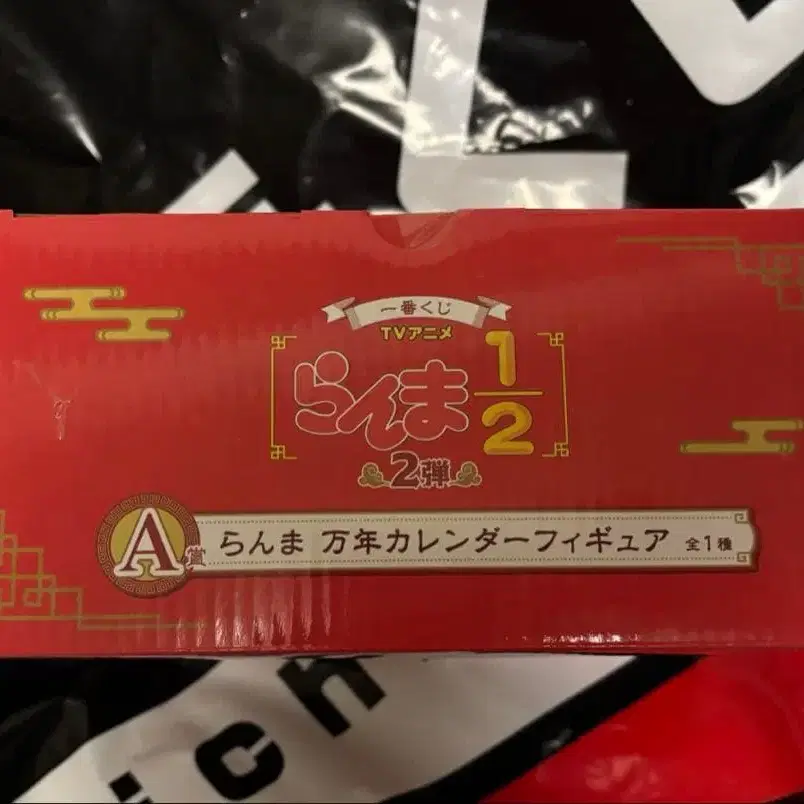 一番くじ
TVアニメ
らんま1/2
2弾
A賞 らんま 万年カレンダーフィギュア 全1種
ich